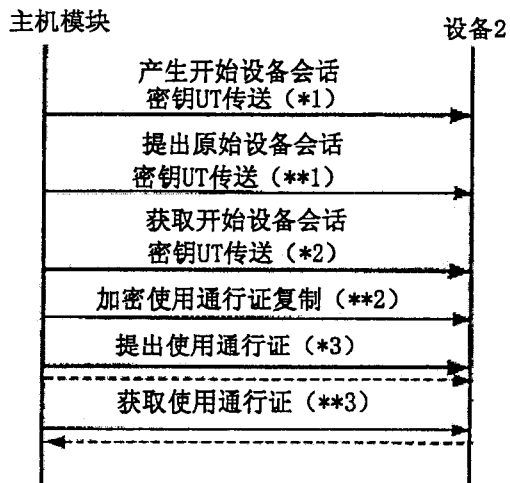 主机模块
设备2
产生开始设备会话
密钥UT传送（*1）
提出原始设备会话
密钥UT传送（**1）
获取开始设备会话
密钥UT传送（*2）
加密使用通行证复制（**2）
提出使用通行证（*3）
获取使用通行证（**3）